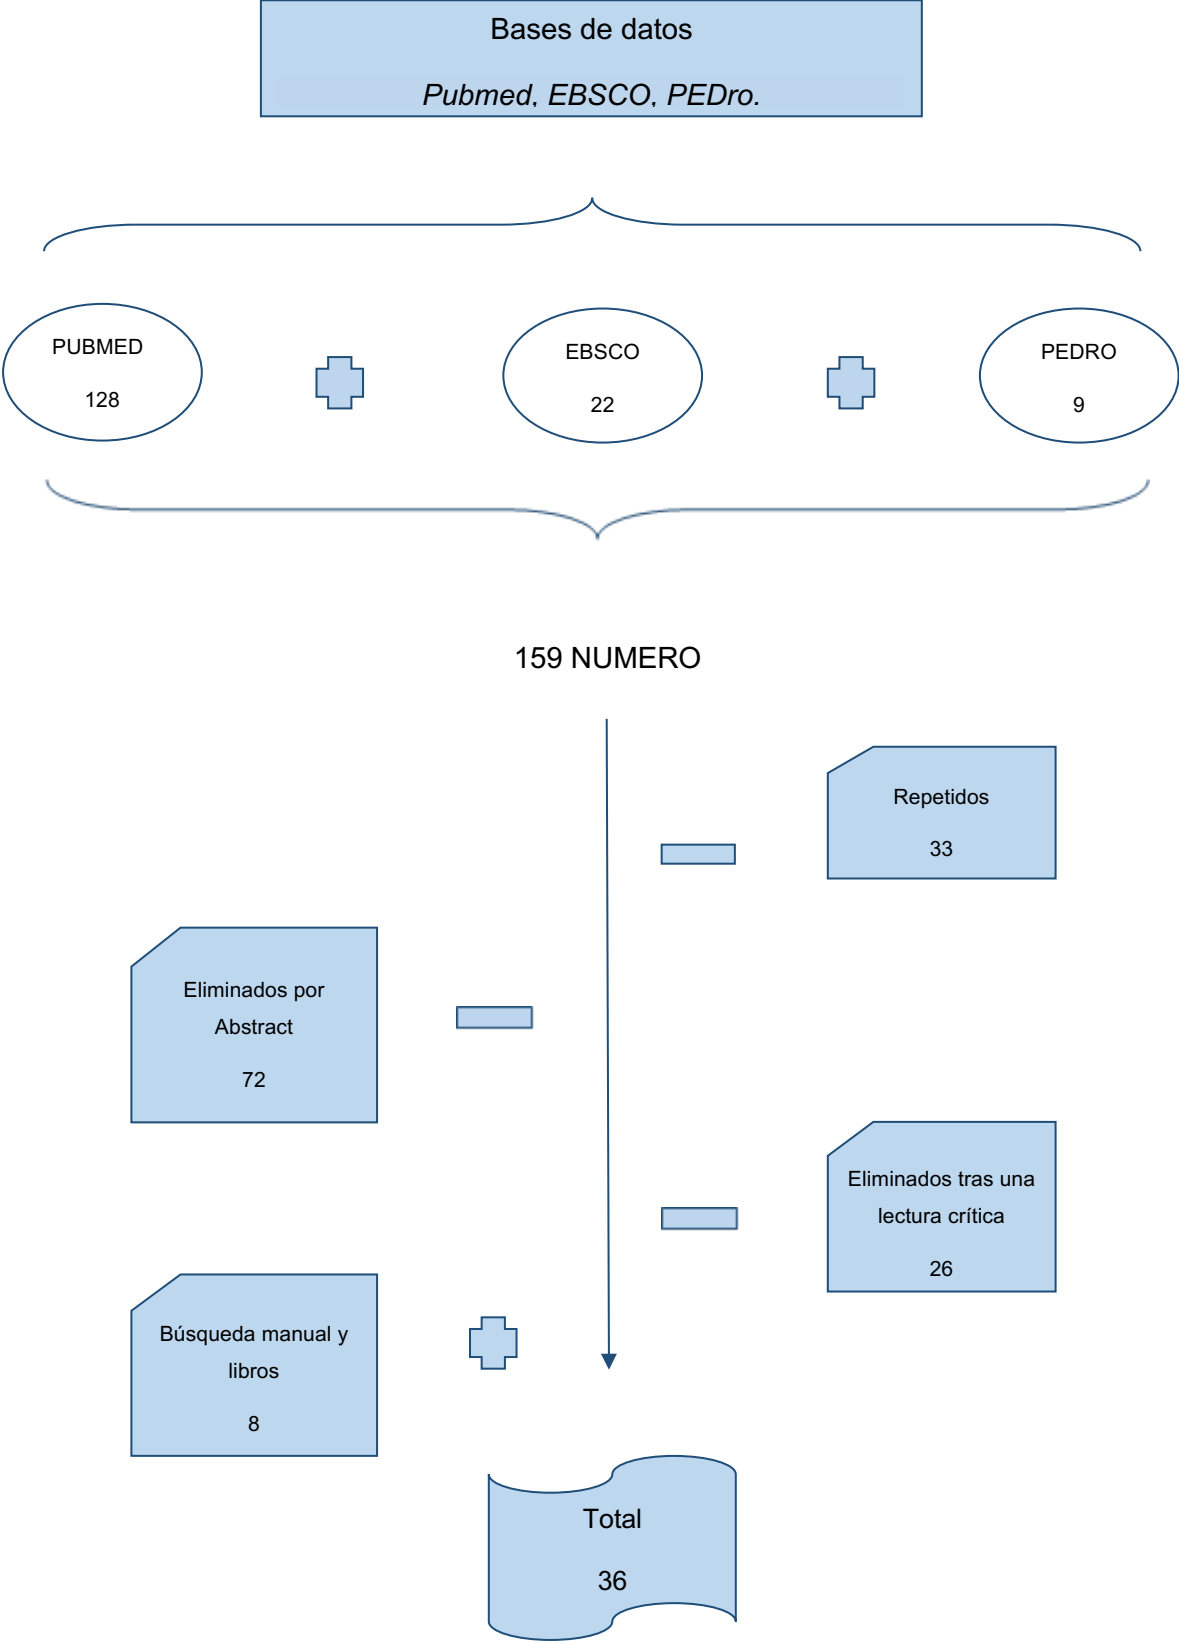 Bases de datos
Pubmed, EBSCO, PEDro.
PUBMED
128
EBSCO
22
PEDRO
9
159 NUMERO
Repetidos
33
Eliminados por
Abstract
72
Eliminados tras una
lectura crítica
26
Búsqueda manual y
libros
8
Total
36